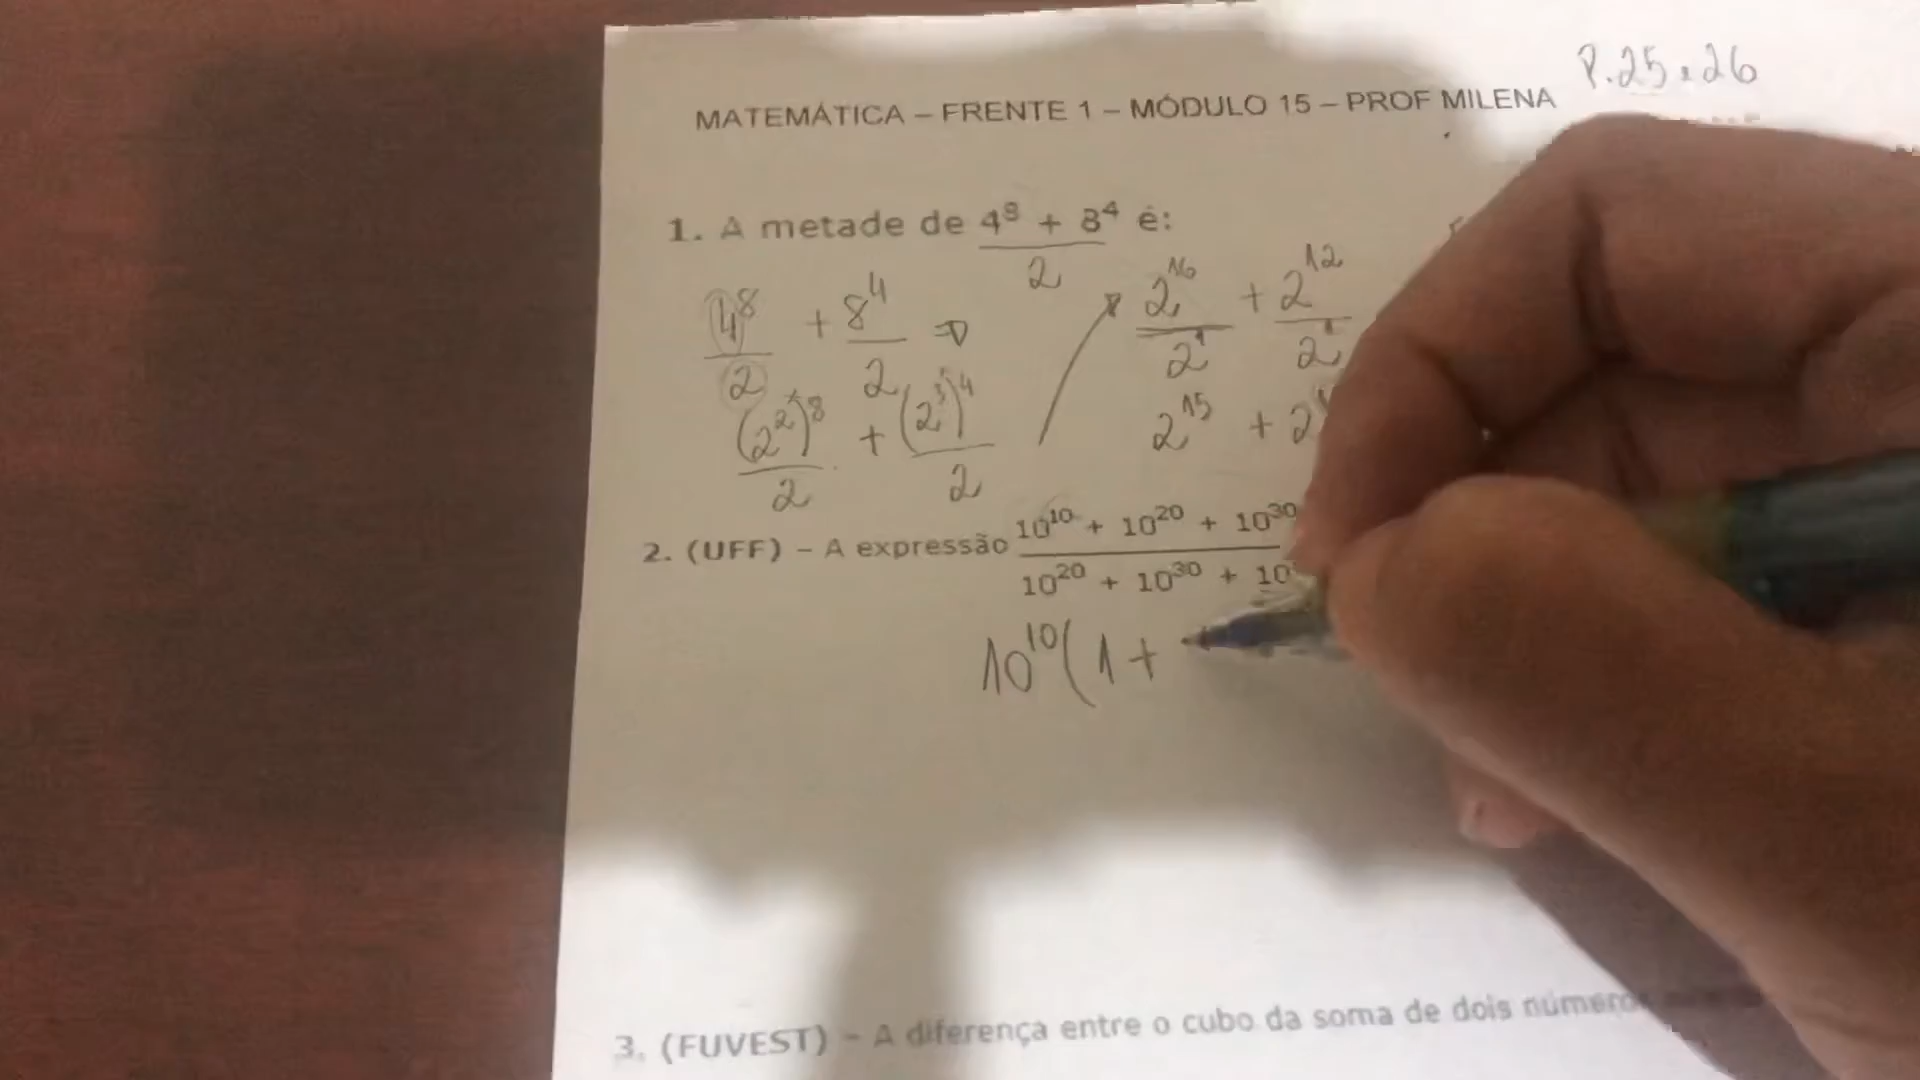 P.25 e 26
MATEMÁTICA – FRENTE 1 – MÓDULO 15 – PROF MILENA
1. A metade de 4⁸ + 8⁴ é:
2
4⁸/2 + 8⁴/2 ⇒
(2²)⁸/2 + (2³)⁴/2
2¹⁶/2¹ + 2¹²/2¹
2¹⁵ + 2
2. (UFF) – A expressão 10¹⁰ + 10²⁰ + 10³⁰
10²⁰ + 10³⁰ + 10
10¹⁰(1 +
3. (FUVEST) – A diferença entre o cubo da soma de dois números